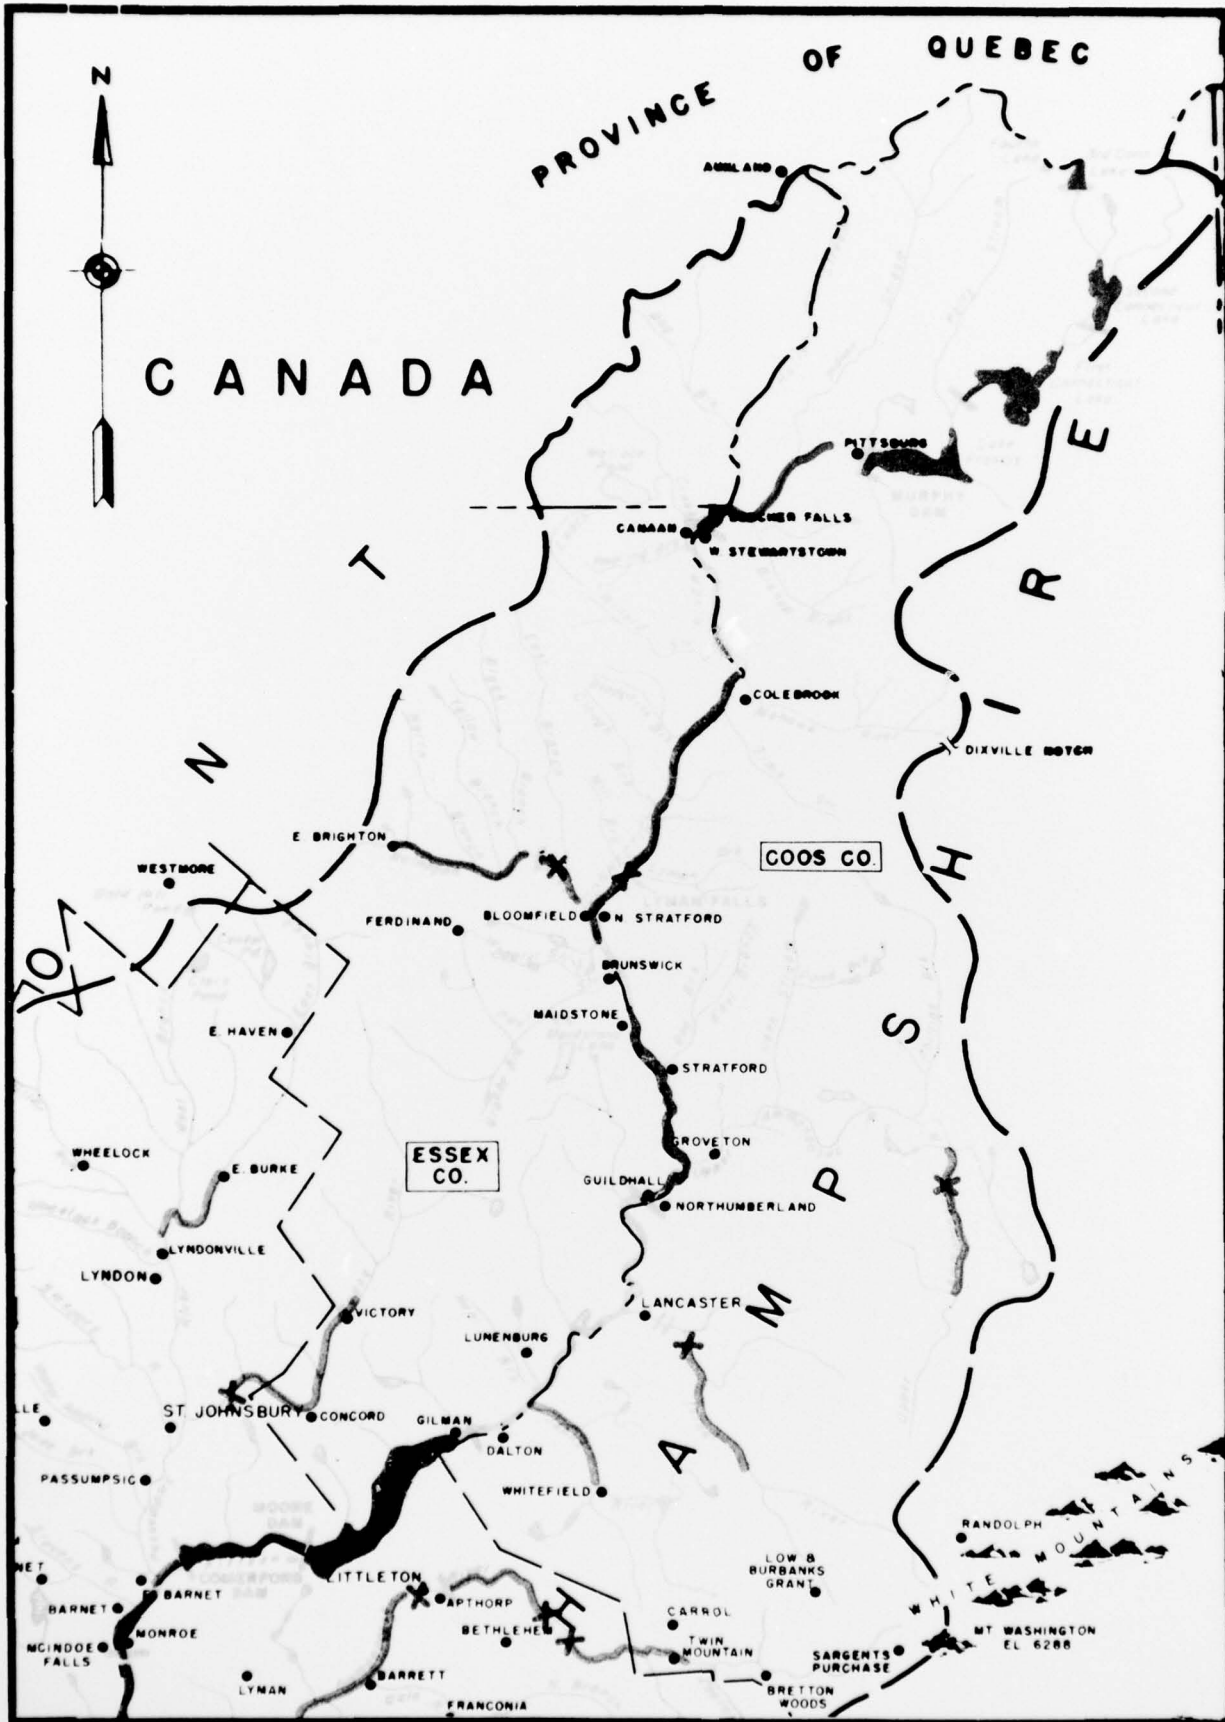 PROVINCE OF QUEBEC
N
AUKLAND
CANADA
PITTSBURG
E
BEECHER FALLS
CANAAN
W. STEWARTSTOWN
T
R
COLEBROOK
I
DIXVILLE NOTCH
N
E. BRIGHTON
COOS CO.
H
WESTMORE
FERDINAND
BLOOMFIELD
N. STRATFORD
BRUNSWICK
MAIDSTONE
S
E. HAVEN
STRATFORD
WHEELOCK
ESSEX
CO.
GROVETON
E. BURKE
GUILDHALL
P
NORTHUMBERLAND
LYNDONVILLE
LYNDON
VICTORY
LANCASTER
M
LUNENBURG
LLE
ST. JOHNSBURY
CONCORD
GILMAN
DALTON
A
PASSUMPSIC
WHITEFIELD
RANDOLPH
WHITE MOUNTAINS
NET
LITTLETON
LOW &
BURBANKS
GRANT
E. BARNET
APTHORP
H
BARNET
CARROL
MONROE
BETHLEHEM
MCINDOE
FALLS
TWIN
MOUNTAIN
SARGENTS
PURCHASE
MT WASHINGTON
EL 6288
LYMAN
BARRETT
BRETTON
WOODS
FRANCONIA